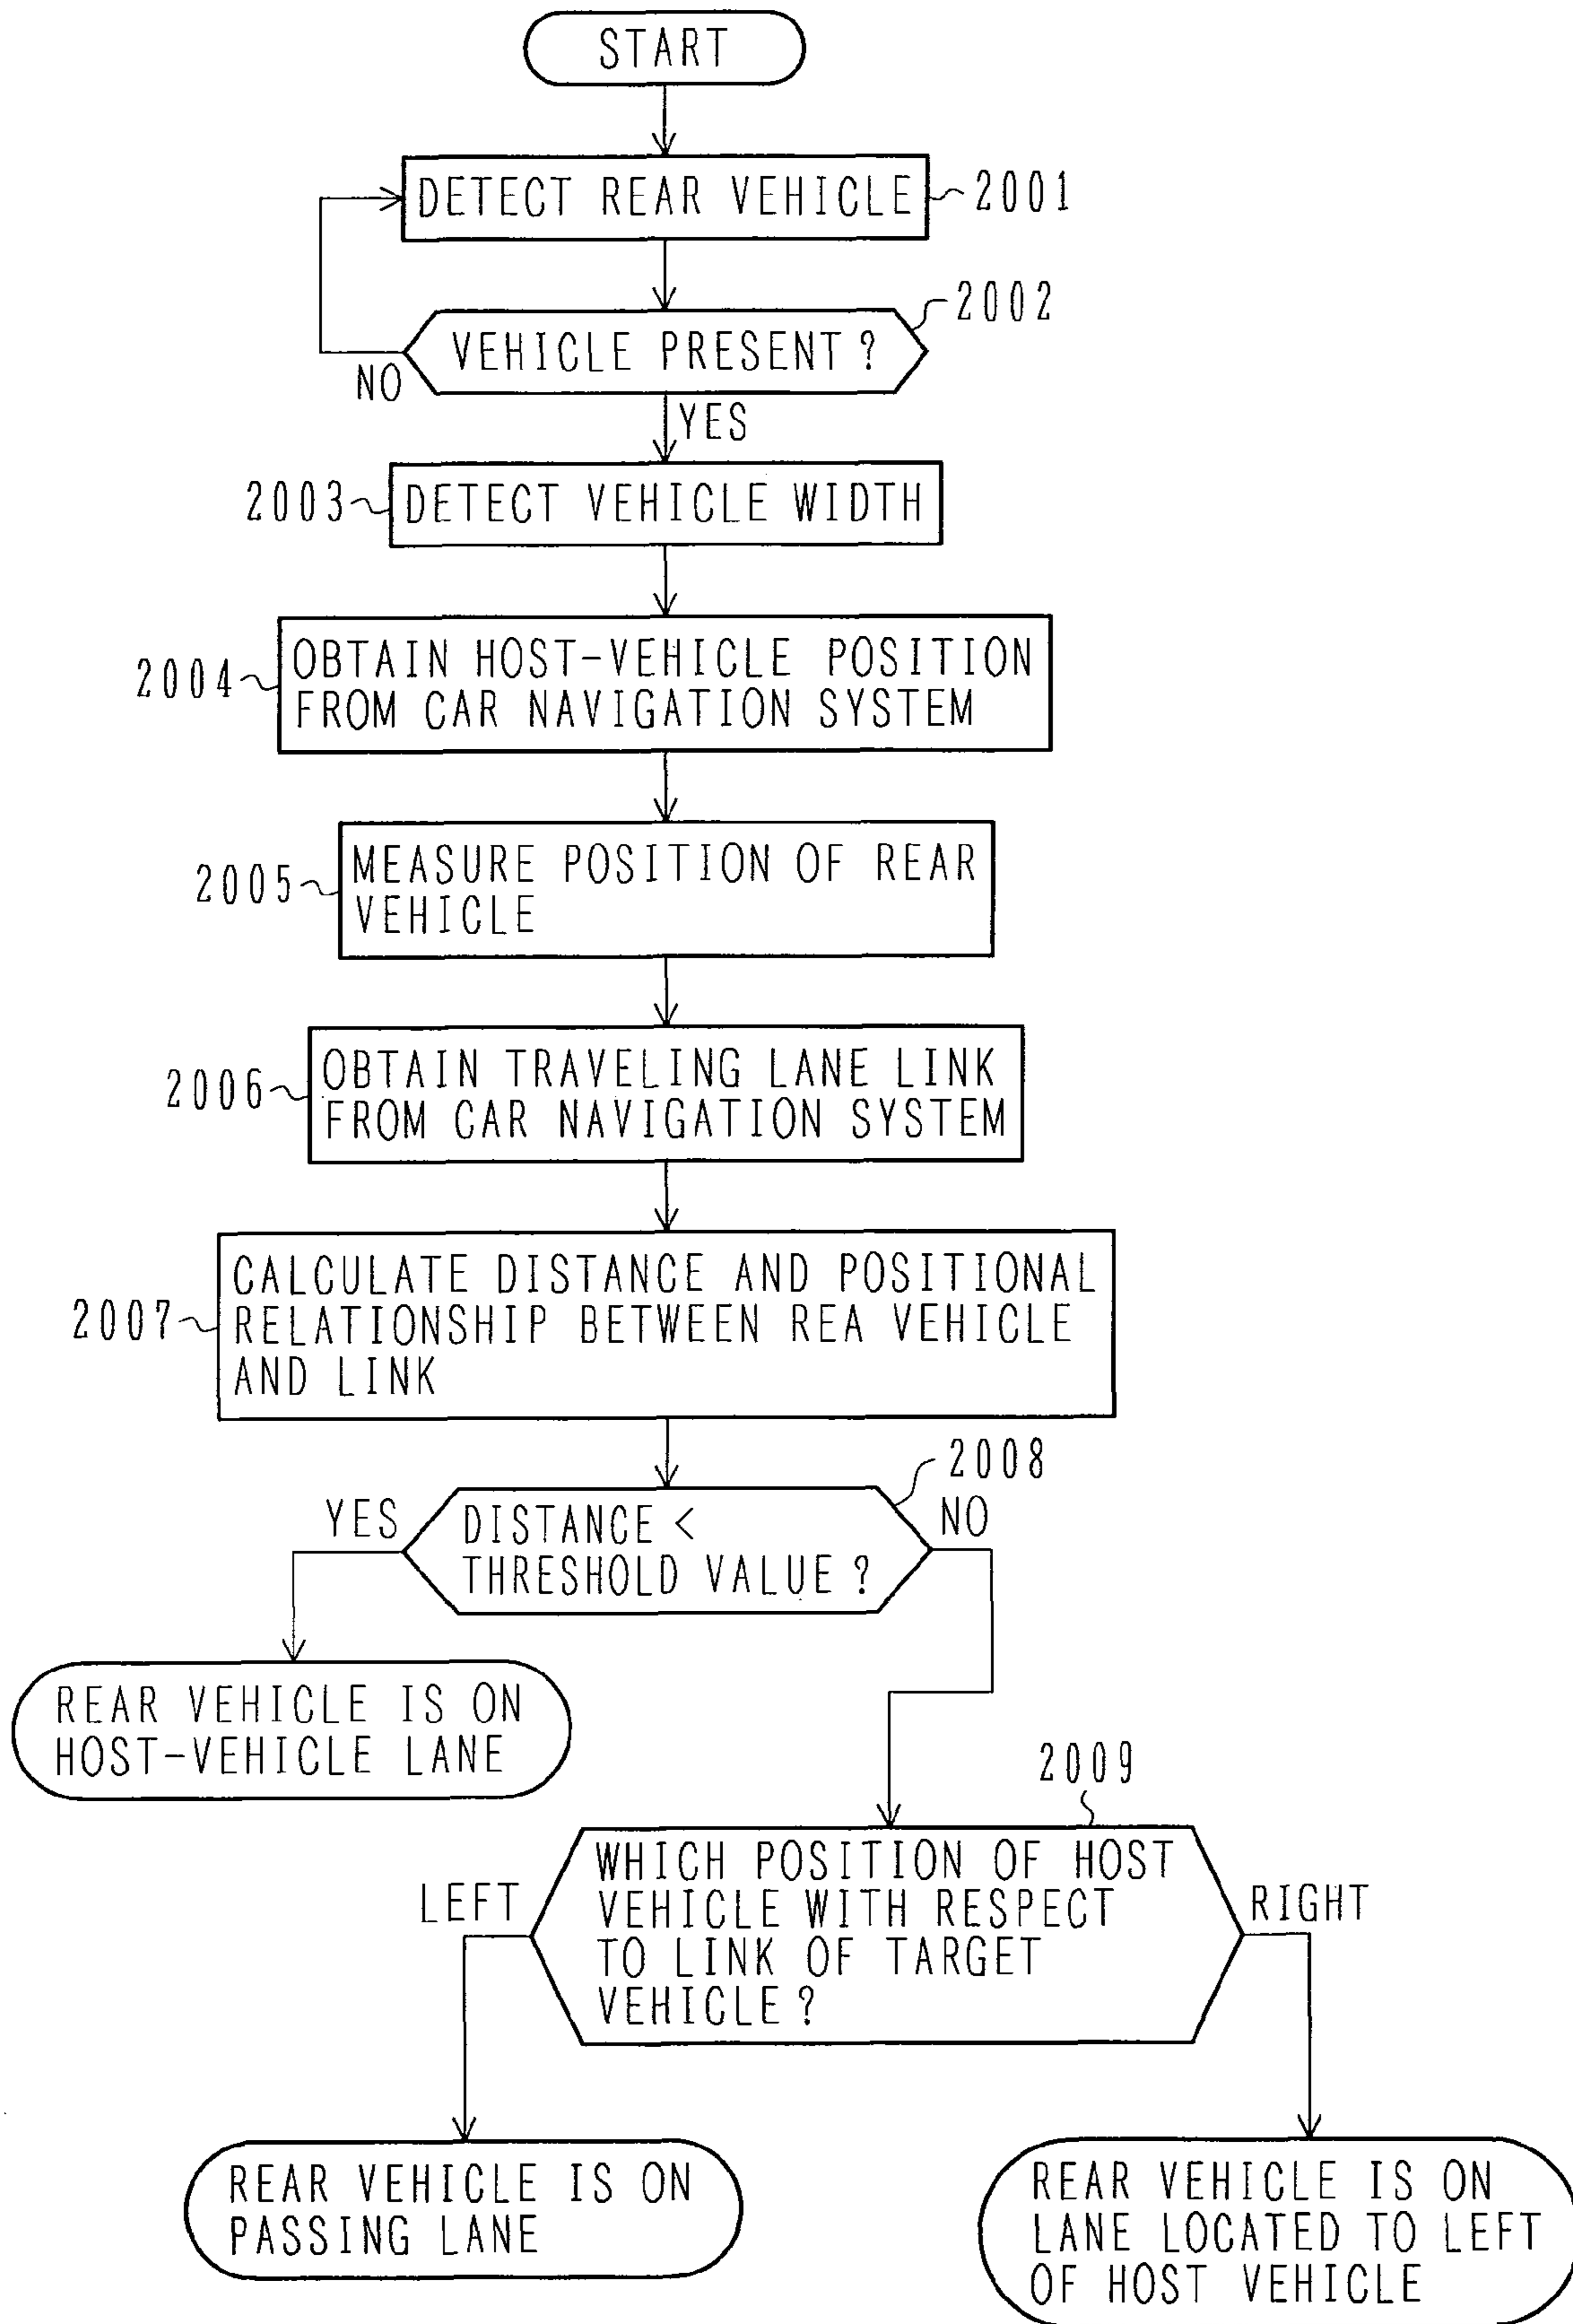 START
DETECT REAR VEHICLE
2001
VEHICLE PRESENT?
2002
NO
YES
2003
DETECT VEHICLE WIDTH
2004
OBTAIN HOST-VEHICLE POSITION
FROM CAR NAVIGATION SYSTEM
2005
MEASURE POSITION OF REAR
VEHICLE
2006
OBTAIN TRAVELING LANE LINK
FROM CAR NAVIGATION SYSTEM
2007
CALCULATE DISTANCE AND POSITIONAL
RELATIONSHIP BETWEEN REA VEHICLE
AND LINK
2008
YES
DISTANCE <
THRESHOLD VALUE?
NO
REAR VEHICLE IS ON
HOST-VEHICLE LANE
2009
WHICH POSITION OF HOST
VEHICLE WITH RESPECT
TO LINK OF TARGET
VEHICLE?
LEFT
RIGHT
REAR VEHICLE IS ON
PASSING LANE
REAR VEHICLE IS ON
LANE LOCATED TO LEFT
OF HOST VEHICLE